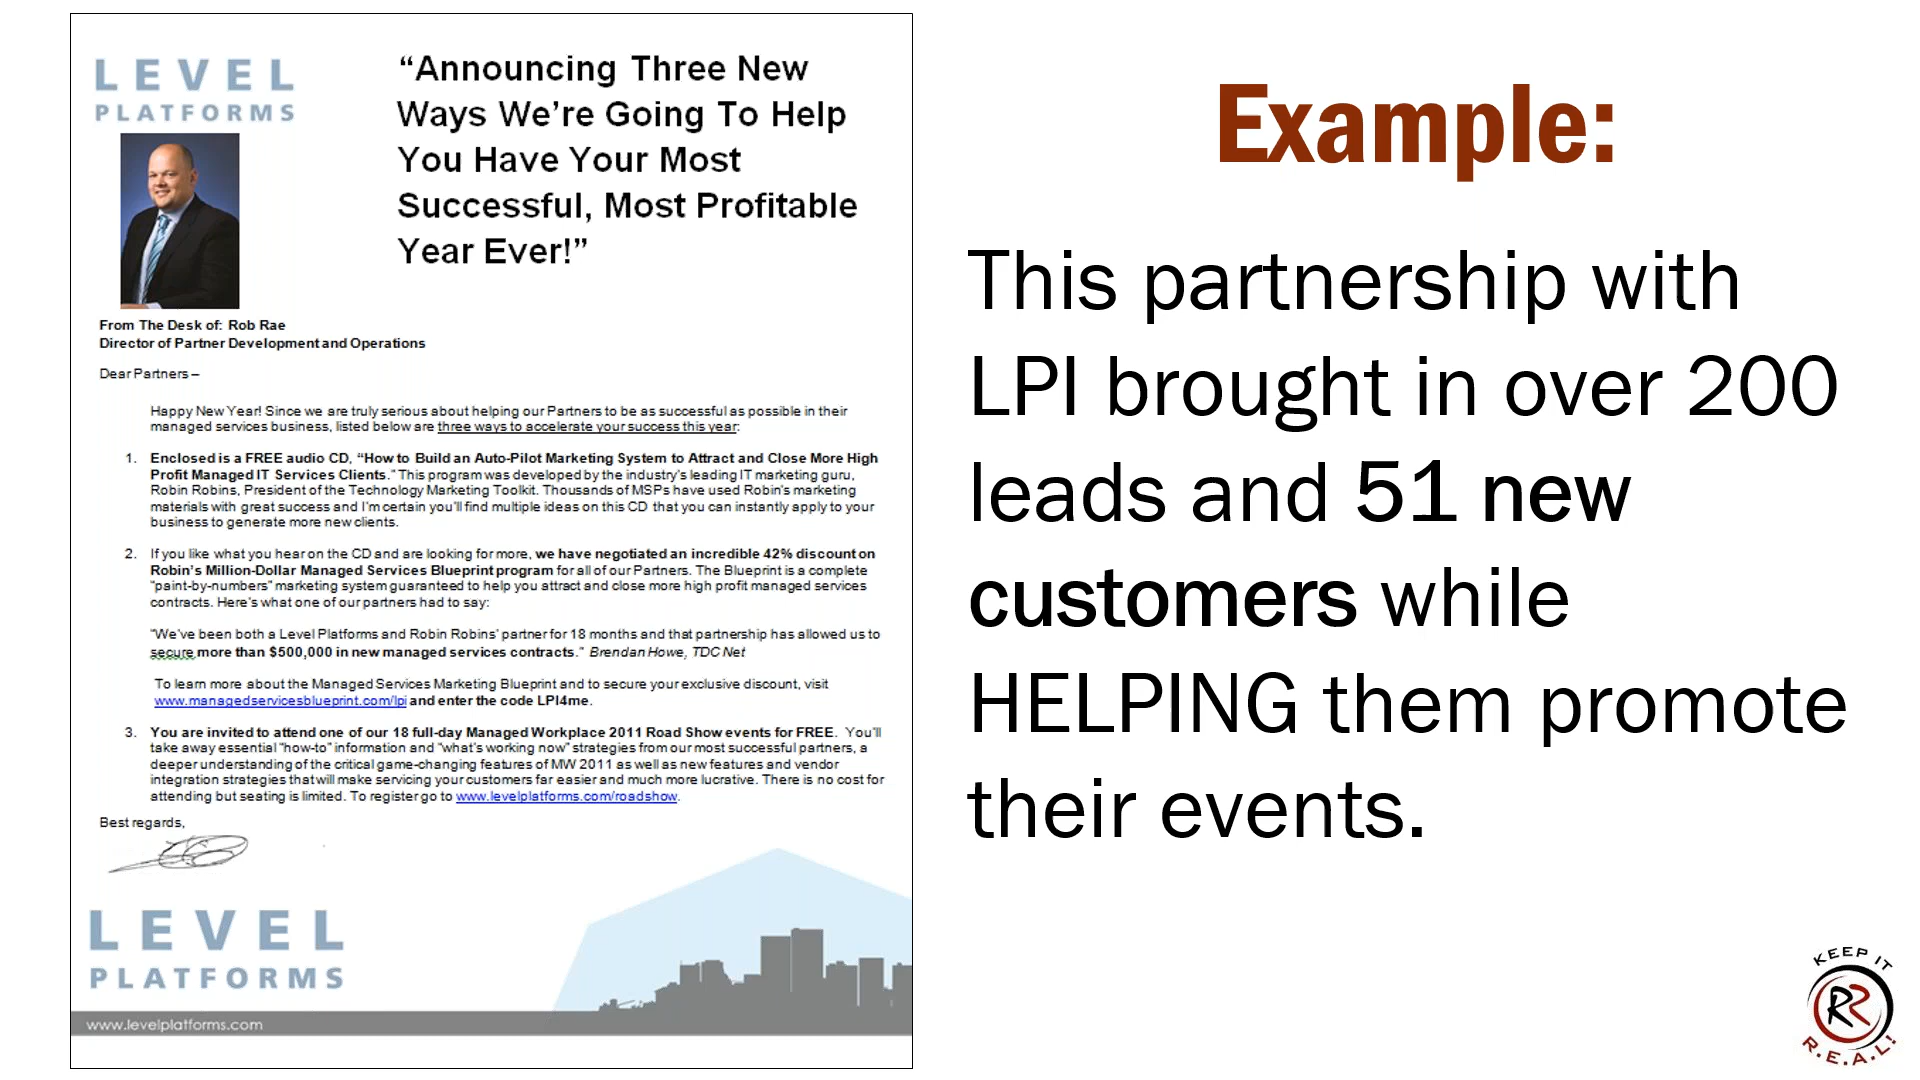 LEVEL
PLATFORMS
“Announcing Three New
Ways We’re Going To Help
You Have Your Most
Successful, Most Profitable
Year Ever!”
From The Desk of: Rob Rae
Director of Partner Development and Operations
Dear Partners –
Happy New Year! Since we are truly serious about helping our Partners to be as successful as possible in their
managed services business, listed below are three ways to accelerate your success this year:
1. Enclosed is a FREE audio CD, “How to Build an Auto-Pilot Marketing System to Attract and Close More High
Profit Managed IT Services Clients.” This program was developed by the industry’s leading IT marketing guru,
Robin Robins, President of the Technology Marketing Toolkit. Thousands of MSPs have used Robin’s marketing
materials with great success and I’m certain you’ll find multiple ideas on this CD that you can instantly apply to your
business to generate more new clients.
2. If you like what you hear on the CD and are looking for more, we have negotiated an incredible 42% discount on
Robin’s Million-Dollar Managed Services Blueprint program for all of our Partners. The Blueprint is a complete
“paint-by-numbers” marketing system guaranteed to help you attract and close more high profit managed services
contracts. Here’s what one of our partners had to say:
“We’ve been both a Level Platforms and Robin Robins’ partner for 18 months and that partnership has allowed us to
secure more than $500,000 in new managed services contracts.” Brendan Howe, TDC Net
To learn more about the Managed Services Marketing Blueprint and to secure your exclusive discount, visit
www.managedservicesblueprint.com/lpi and enter the code LPI4me.
3. You are invited to attend one of our 18 full-day Managed Workplace 2011 Road Show events for FREE. You’ll
take away essential “how-to” information and “what’s working now” strategies from our most successful partners, a
deeper understanding of the critical game-changing features of MW 2011 as well as new features and vendor
integration strategies that will make servicing your customers far easier and much more lucrative. There is no cost for
attending but seating is limited. To register go to www.levelplatforms.com/roadshow.
Best regards,
LEVEL
PLATFORMS
www.levelplatforms.com
Example:
This partnership with
LPI brought in over 200
leads and 51 new
customers while
HELPING them promote
their events.
KEEP IT
RR
R.E.A.L!